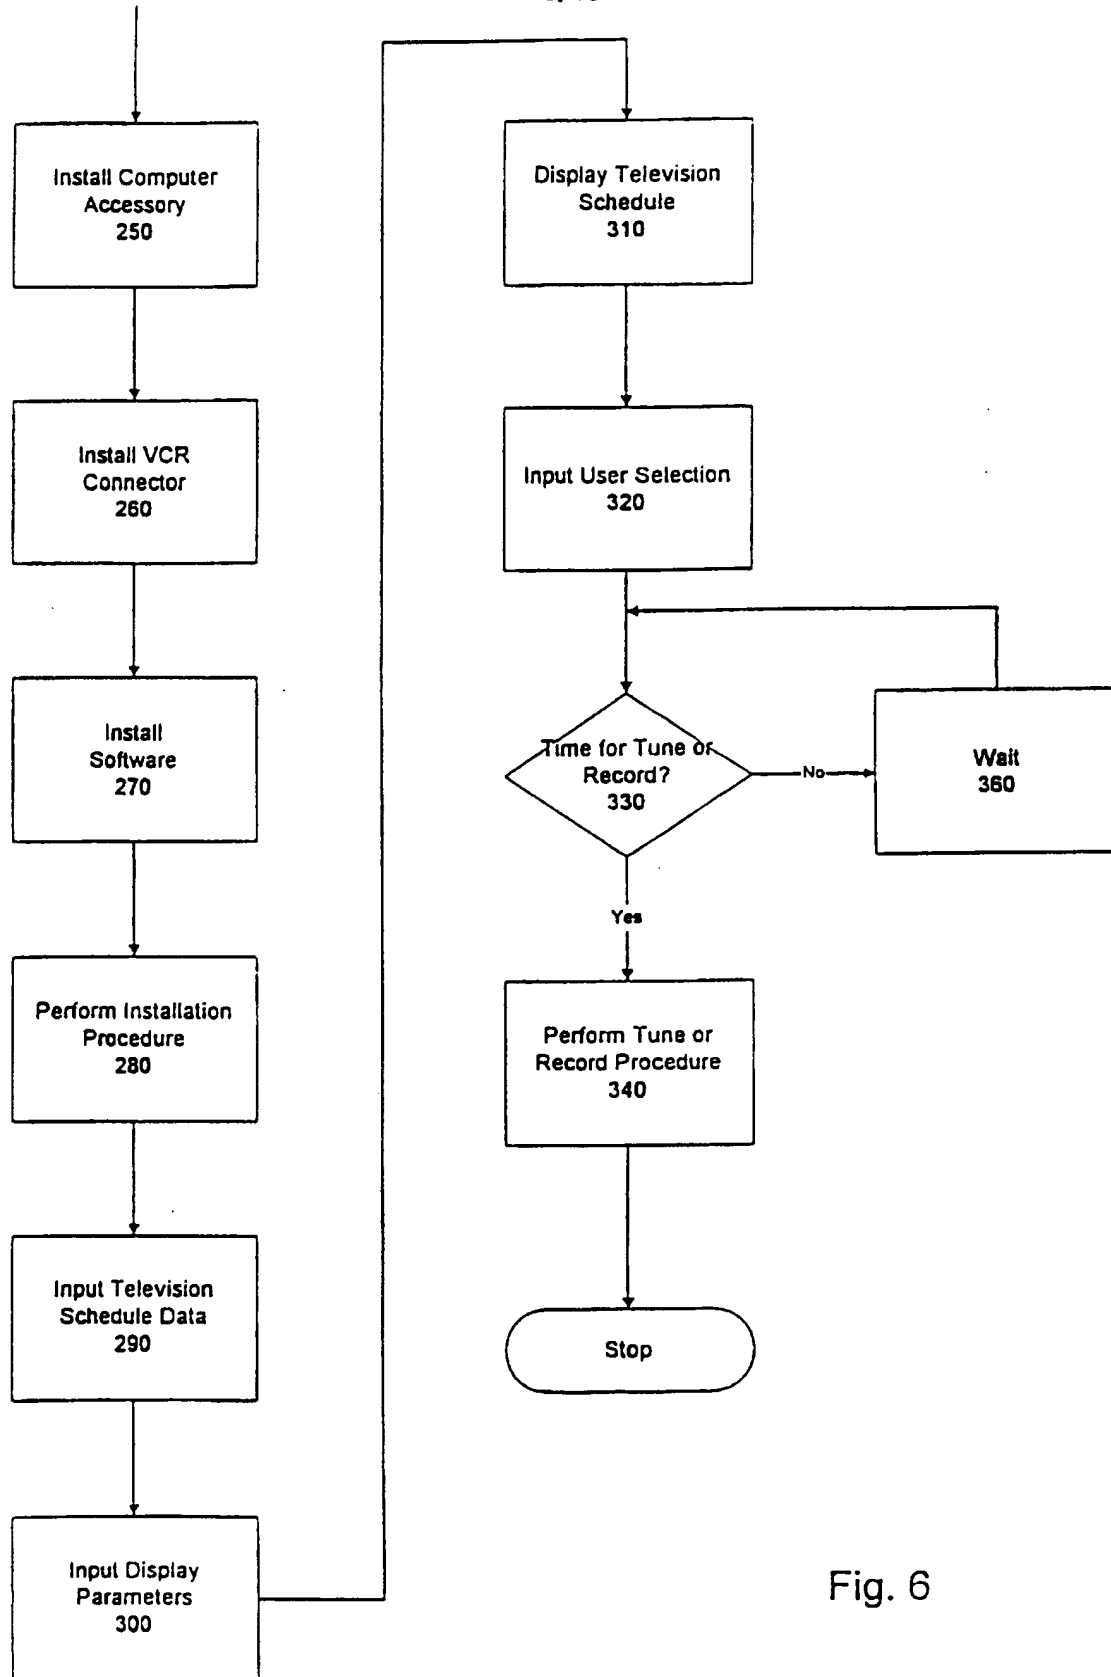 Install Computer
Accessory
250
Install VCR
Connector
260
Install
Software
270
Perform Installation
Procedure
280
Input Television
Schedule Data
290
Input Display
Parameters
300
Display Television
Schedule
310
Input User Selection
320
Time for Tune or
Record?
330
No
Wait
360
Yes
Perform Tune or
Record Procedure
340
Stop
Fig. 6